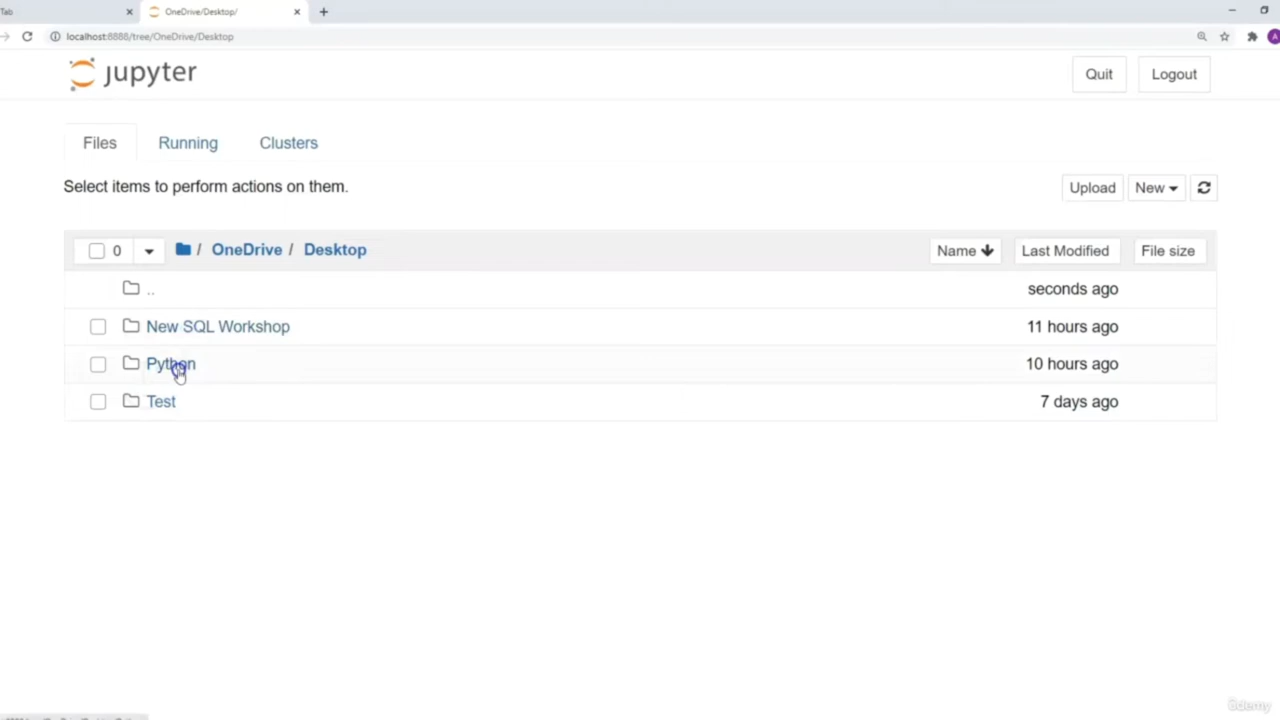 Tab
OneDrive/Desktop/
localhost:8888/tree/OneDrive/Desktop
A
jupyter
Quit
Logout
Files
Running
Clusters
Select items to perform actions on them.
Upload
New
0
/ OneDrive / Desktop
Name
Last Modified
File size
..
seconds ago
New SQL Workshop
11 hours ago
Python
10 hours ago
Test
7 days ago
ûdemy